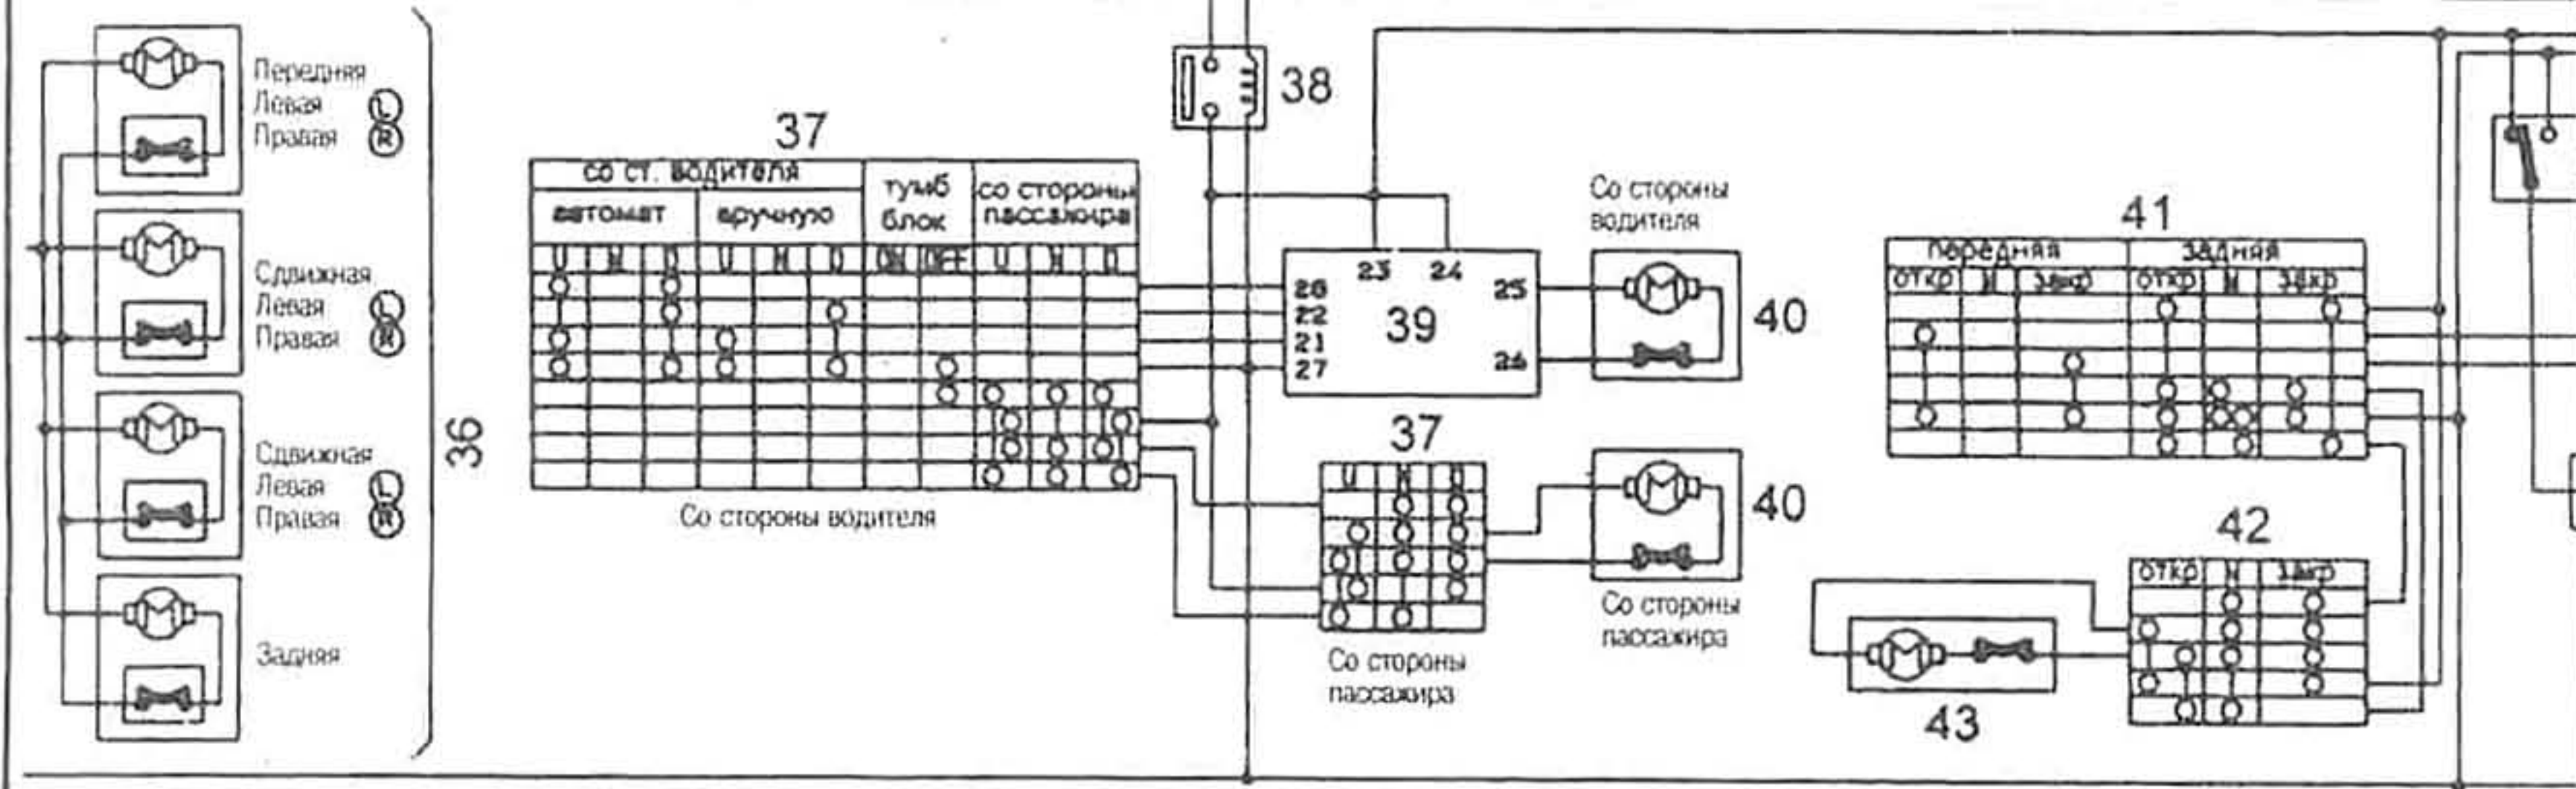 Передняя
Левая L
Правая R
Сдвижная
Левая L
Правая R
Сдвижная
Левая L
Правая R
Задняя
36
37
со ст. водителя
тумб блок
со стороны пассажира
автомат
вручную
U N D U N D ON OFF U N D
Со стороны водителя
38
23 24
20
22
21
27
39
25
26
Со стороны
водителя
40
37
U N D
Со стороны
пассажира
40
Со стороны
пассажира
41
передняя задняя
откр N закр откр N закр
42
откр N закр
43